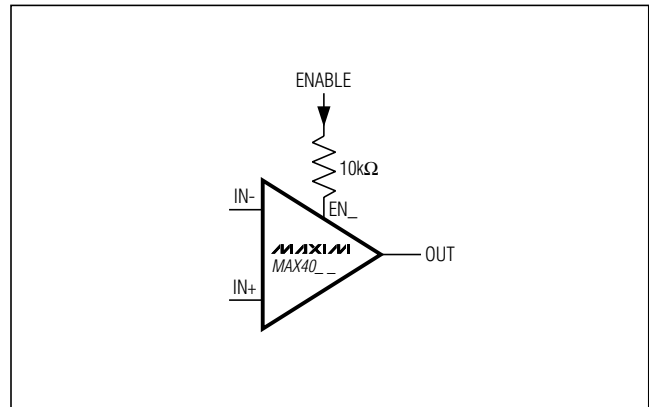 ENABLE
10kΩ
EN_
IN-
MAXIM
MAX40_ _
OUT
IN+